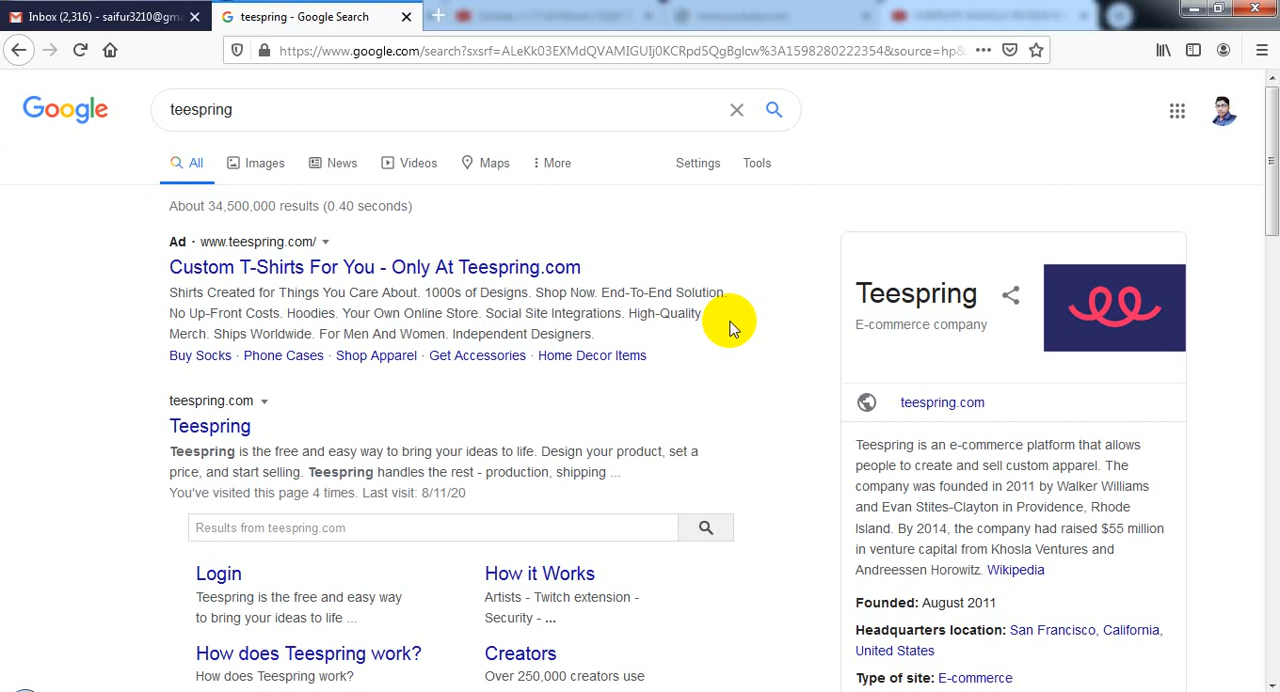 Inbox (2,316) - saifur3210@gma
teespring - Google Search
https://www.google.com/search?sxsrf=ALeKk03EXMdQVAMIGUIj0KCRpd5QgBglcw%3A1598280222354&source=hp&
Google
teespring
All
Images
News
Videos
Maps
More
Settings
Tools
About 34,500,000 results (0.40 seconds)
Ad · www.teespring.com/
Custom T-Shirts For You - Only At Teespring.com
Shirts Created for Things You Care About. 1000s of Designs. Shop Now. End-To-End Solution.
No Up-Front Costs. Hoodies. Your Own Online Store. Social Site Integrations. High-Quality
Merch. Ships Worldwide. For Men And Women. Independent Designers.
Buy Socks · Phone Cases · Shop Apparel · Get Accessories · Home Decor Items
teespring.com
Teespring
Teespring is the free and easy way to bring your ideas to life. Design your product, set a
price, and start selling. Teespring handles the rest - production, shipping ...
You've visited this page 4 times. Last visit: 8/11/20
Results from teespring.com
Login
Teespring is the free and easy way
to bring your ideas to life ...
How it Works
Artists - Twitch extension -
Security - ...
How does Teespring work?
How does Teespring work?
Creators
Over 250,000 creators use
Teespring
E-commerce company
teespring.com
Teespring is an e-commerce platform that allows
people to create and sell custom apparel. The
company was founded in 2011 by Walker Williams
and Evan Stites-Clayton in Providence, Rhode
Island. By 2014, the company had raised $55 million
in venture capital from Khosla Ventures and
Andreessen Horowitz. Wikipedia
Founded: August 2011
Headquarters location: San Francisco, California,
United States
Type of site: E-commerce